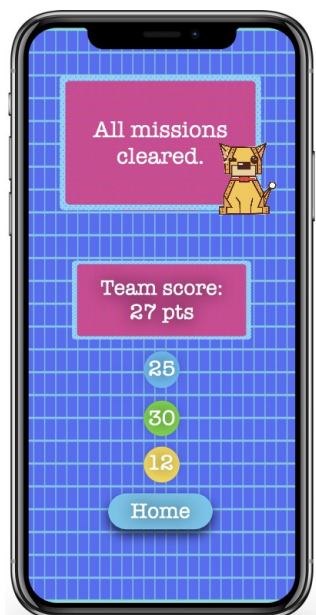 All missions
cleared.
Team score:
27 pts
25
30
12
Home